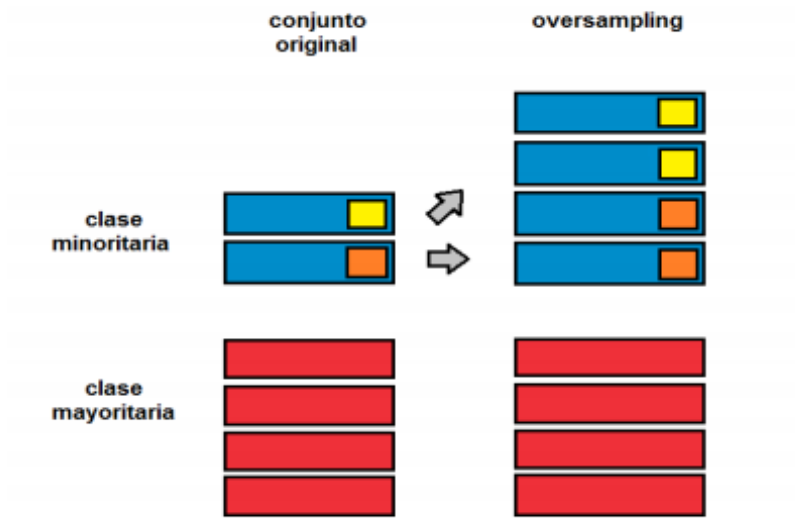 conjunto
original
oversampling
clase
minoritaria
clase
mayoritaria